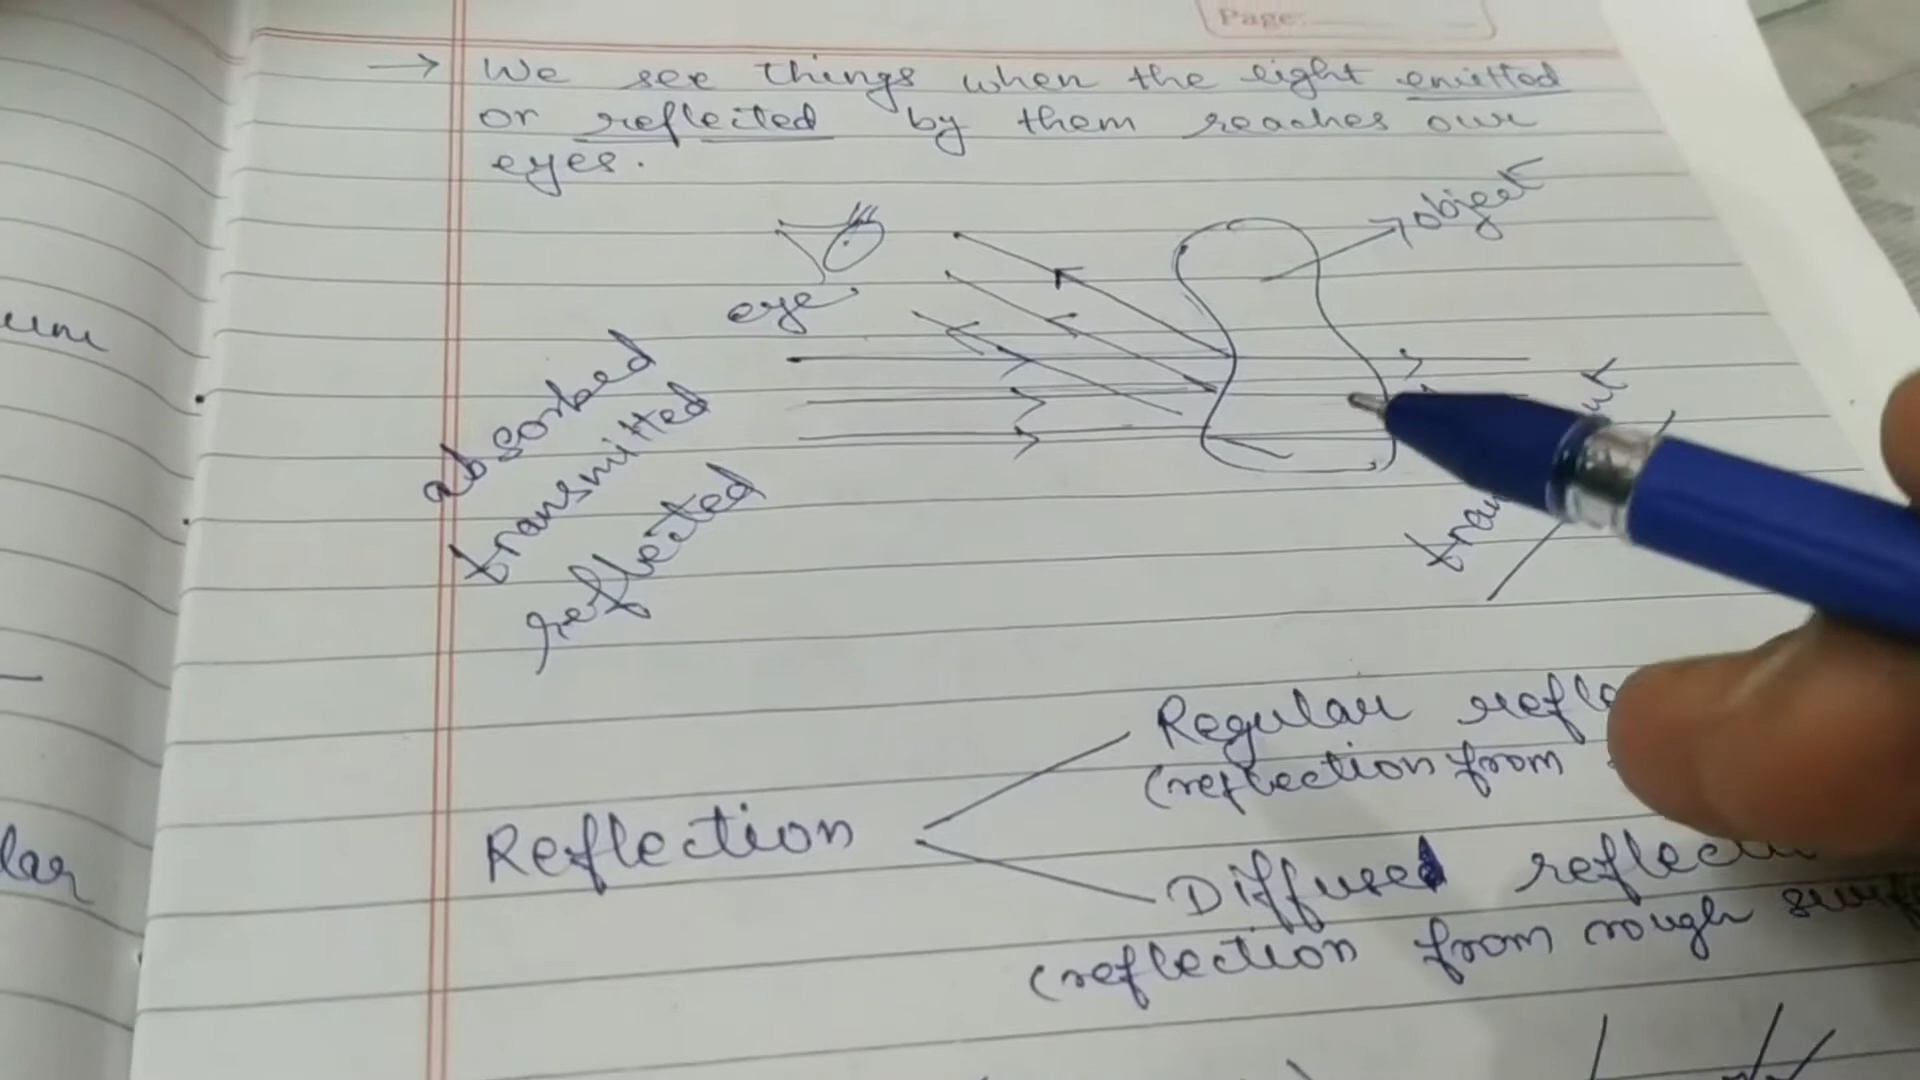 Page:
→ We see things when the light emitted
or reflected by them reaches our
eyes.
object
eye
absorbed
transmitted
reflected
Reflection
Regular
(reflection from
Diffused
(reflection from rough